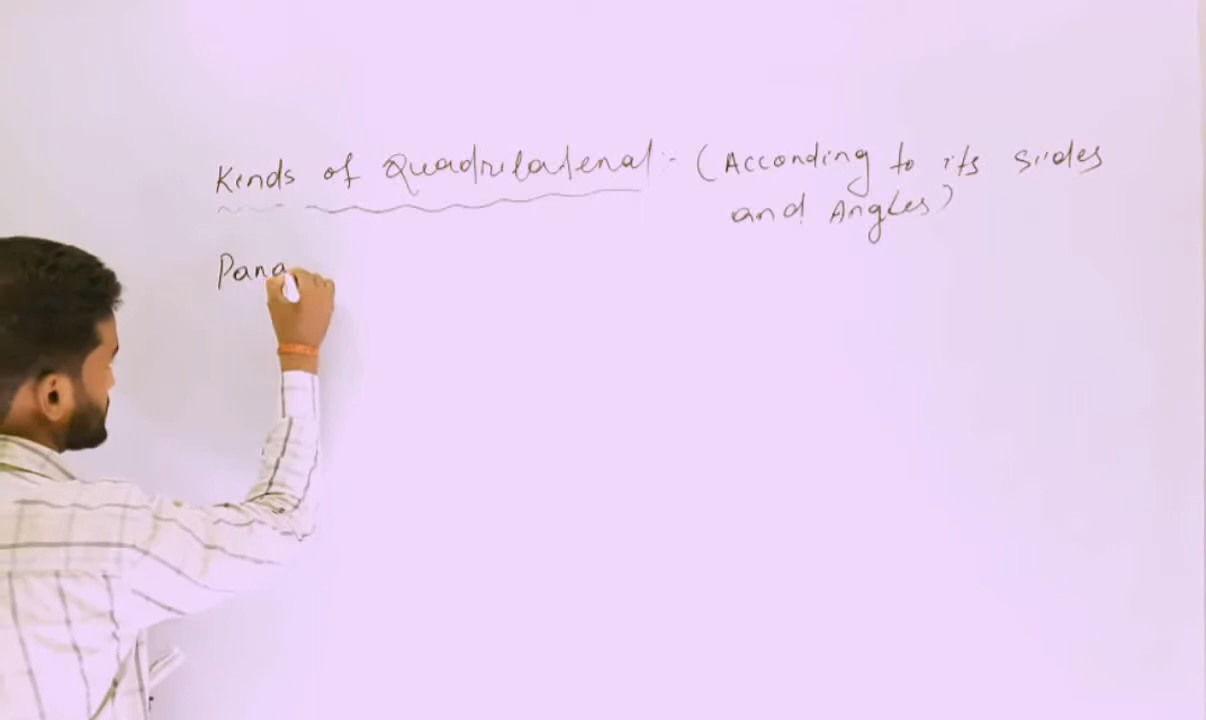 Kinds of Quadrilateral :- (According to its Sides
and Angles)
Para